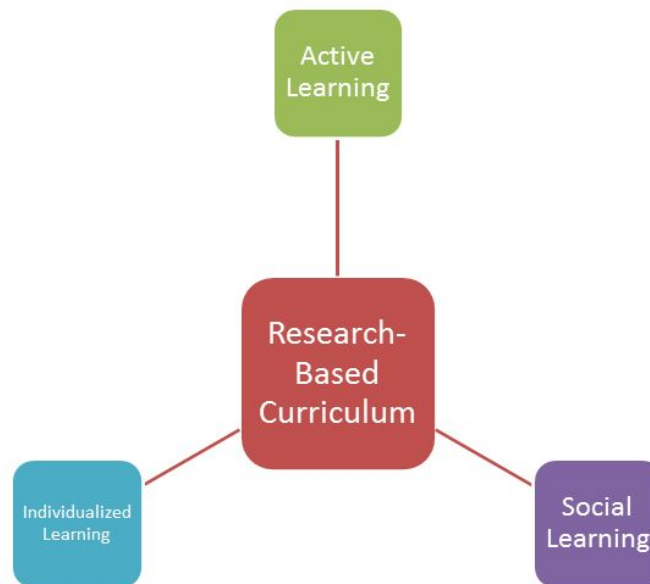 Active
Learning
Research-
Based
Curriculum
Individualized
Learning
Social
Learning